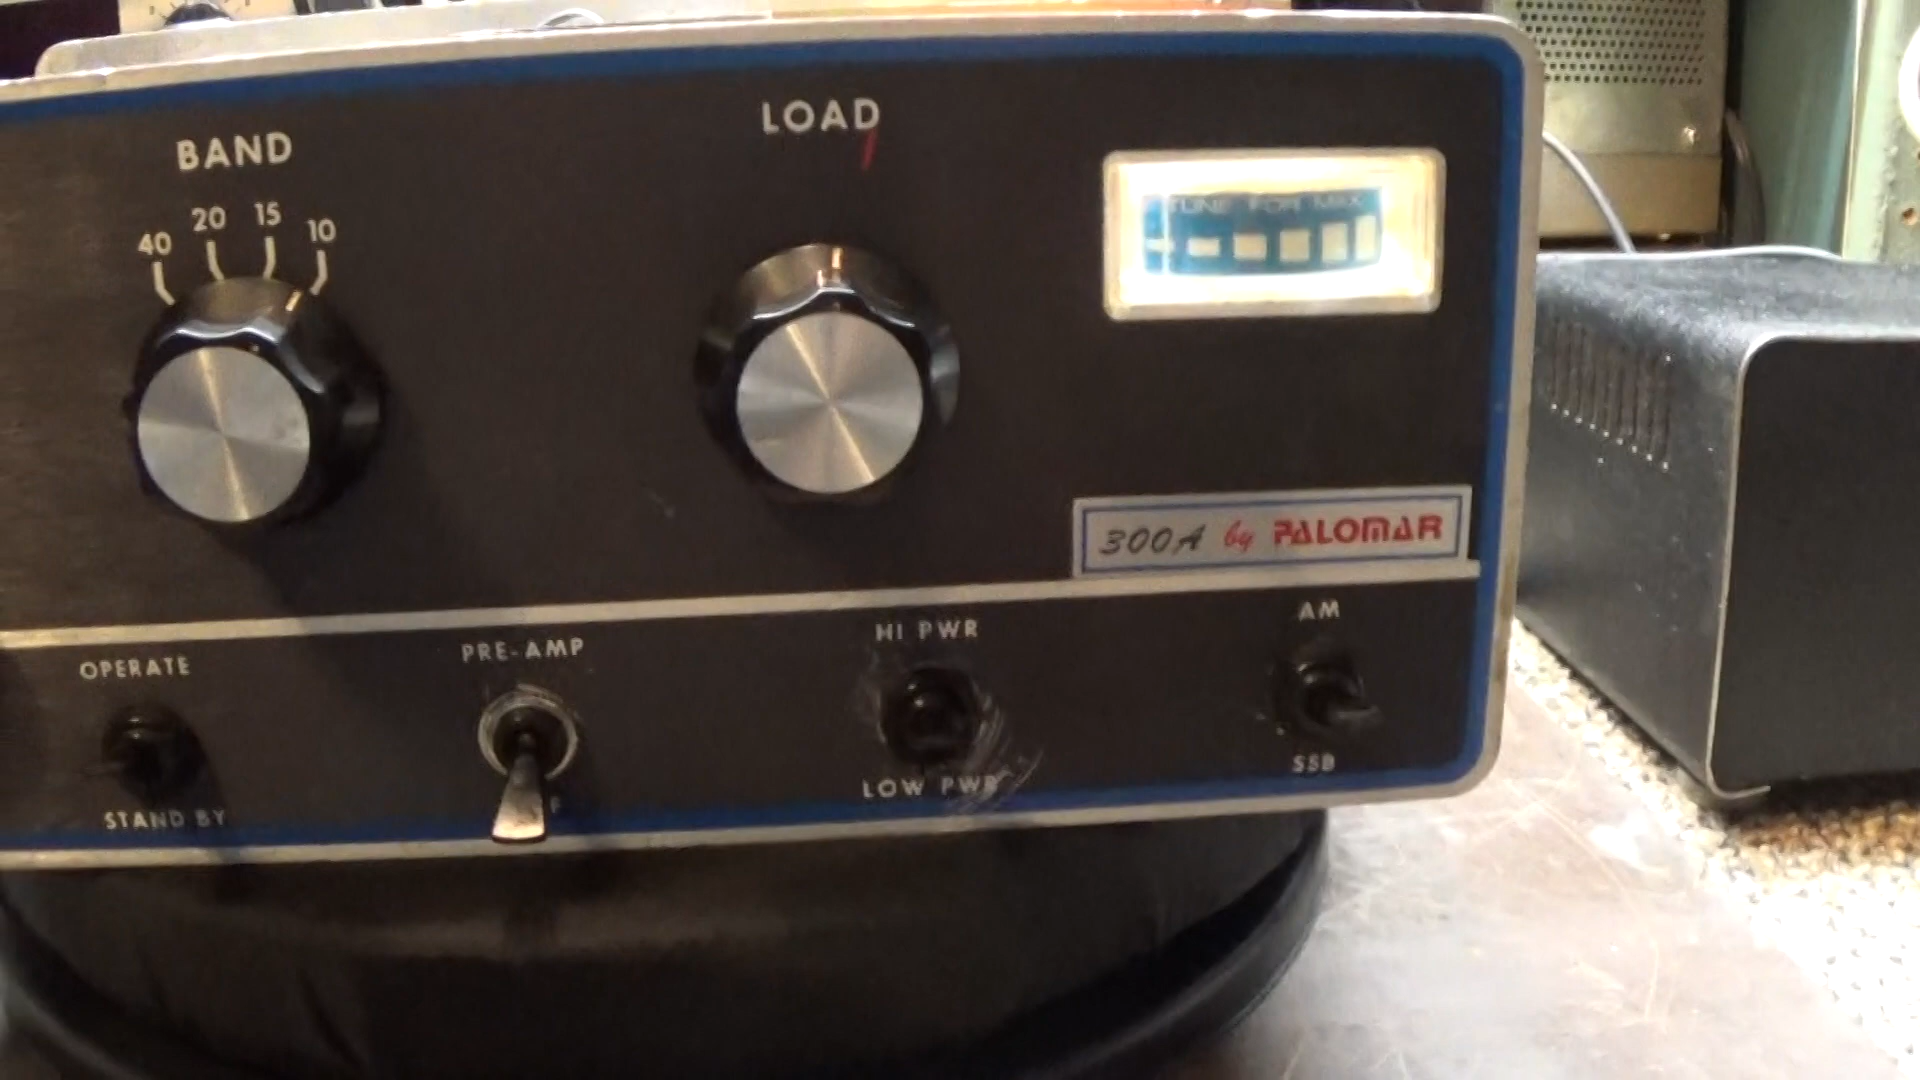 BAND
LOAD
40 20 15 10
TUNE FOR MAX
300A by PALOMAR
OPERATE
PRE-AMP
HI PWR
AM
STAND BY
LOW PWR
SSB